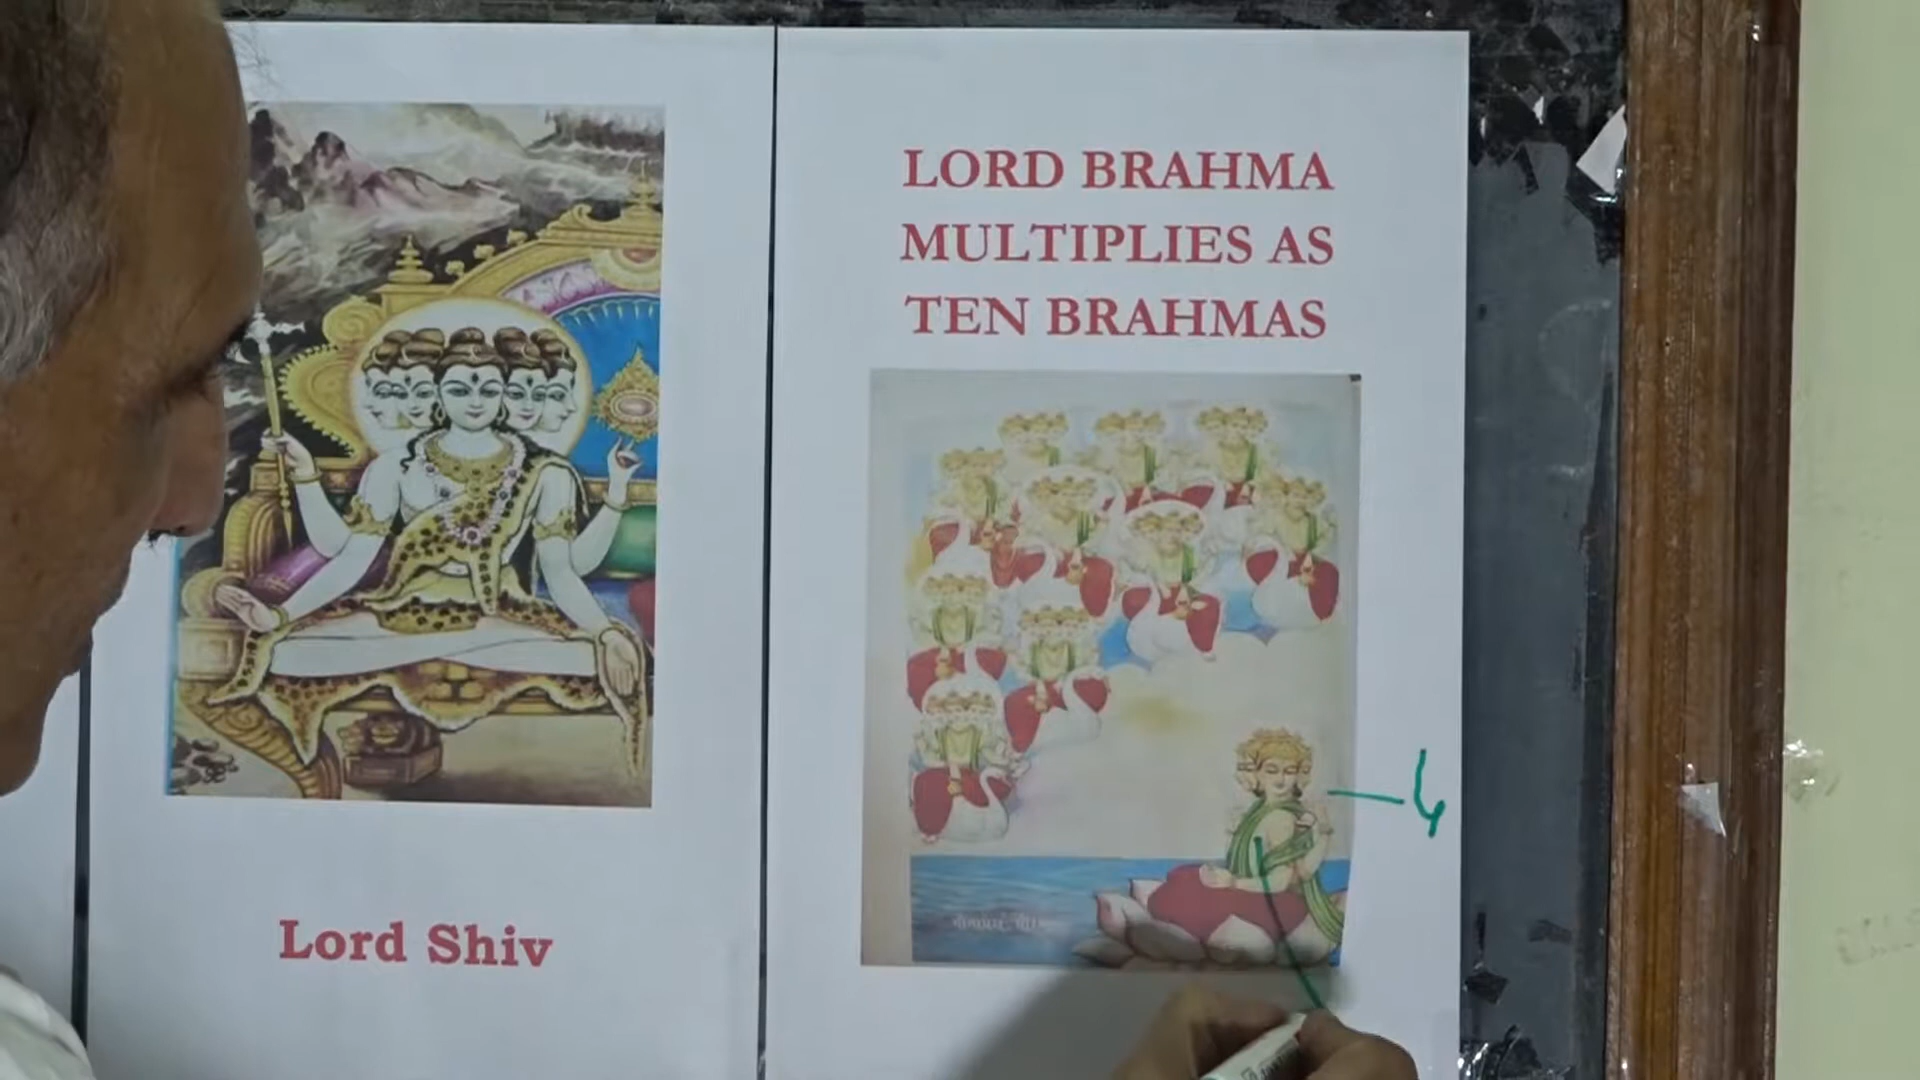 LORD BRAHMA
MULTIPLIES AS
TEN BRAHMAS
4
Lord Shiv